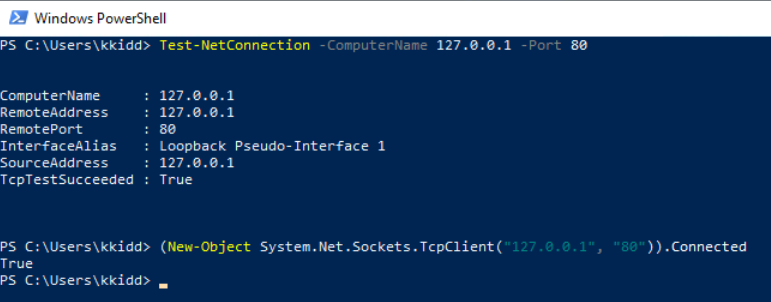 Windows PowerShell
PS C:\Users\kkidd> Test-NetConnection -ComputerName 127.0.0.1 -Port 80
ComputerName     : 127.0.0.1
RemoteAddress    : 127.0.0.1
RemotePort       : 80
InterfaceAlias   : Loopback Pseudo-Interface 1
SourceAddress    : 127.0.0.1
TcpTestSucceeded : True
PS C:\Users\kkidd> (New-Object System.Net.Sockets.TcpClient("127.0.0.1", "80")).Connected
True
PS C:\Users\kkidd>